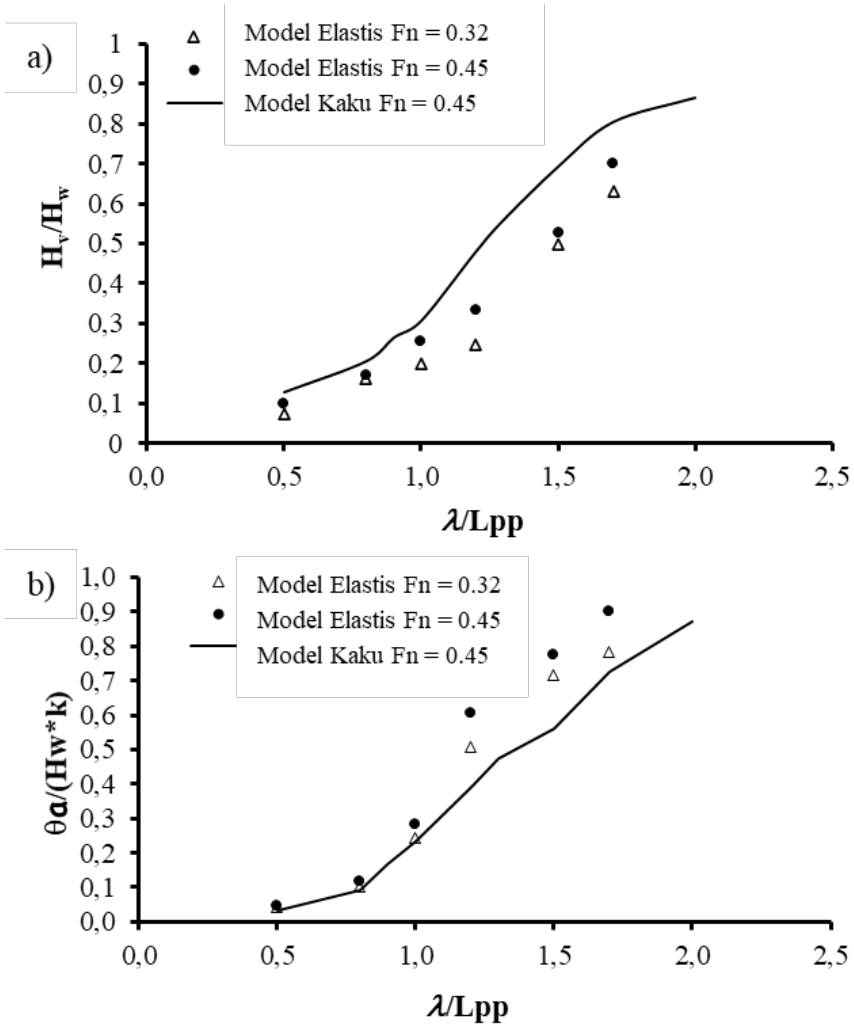 a)
Model Elastis Fn = 0.32
Model Elastis Fn = 0.45
Model Kaku Fn = 0.45
1
0,9
0,8
0,7
0,6
0,5
0,4
0,3
0,2
0,1
0
Hv/Hw
0,0 0,5 1,0 1,5 2,0 2,5
λ/Lpp
b)
Model Elastis Fn = 0.32
Model Elastis Fn = 0.45
Model Kaku Fn = 0.45
1,0
0,9
0,8
0,7
0,6
0,5
0,4
0,3
0,2
0,1
0,0
θa/(Hw*k)
0,0 0,5 1,0 1,5 2,0 2,5
λ/Lpp